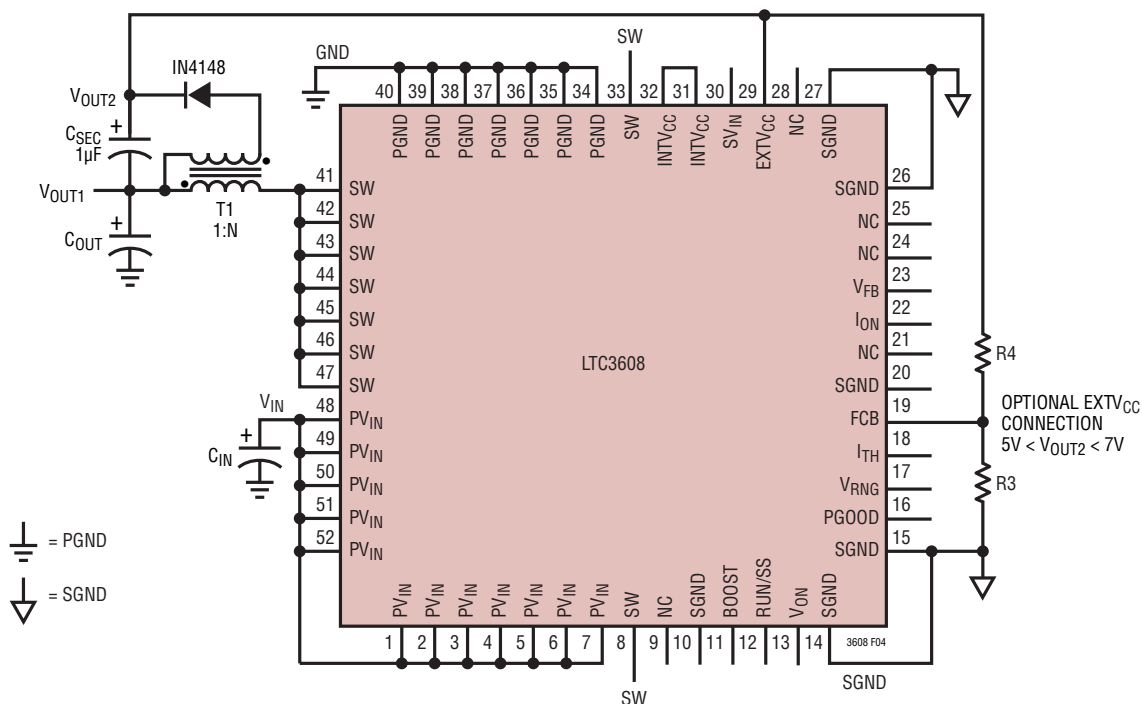 SW
GND
IN4148
40 39 38 37 36 35 34 33 32 31 30 29 28 27
VOUT2
PGND PGND PGND PGND PGND PGND PGND SW INTVCC INTVCC SVIN EXTVCC NC SGND
CSEC
1µF
VOUT1
T1
1:N
COUT
41 SW
42 SW
43 SW
44 SW
45 SW
46 SW
47 SW
VIN
48 PVIN
49 PVIN
50 PVIN
51 PVIN
52 PVIN
CIN
LTC3608
SGND 26
NC 25
NC 24
VFB 23
ION 22
NC 21
SGND 20
FCB 19
ITH 18
VRNG 17
PGOOD 16
SGND 15
R4
OPTIONAL EXTVCC
CONNECTION
5V < VOUT2 < 7V
R3
= PGND
= SGND
PVIN PVIN PVIN PVIN PVIN PVIN PVIN SW NC SGND BOOST RUN/SS VON SGND
1 2 3 4 5 6 7 8 9 10 11 12 13 14
3608 F04
SW
SGND